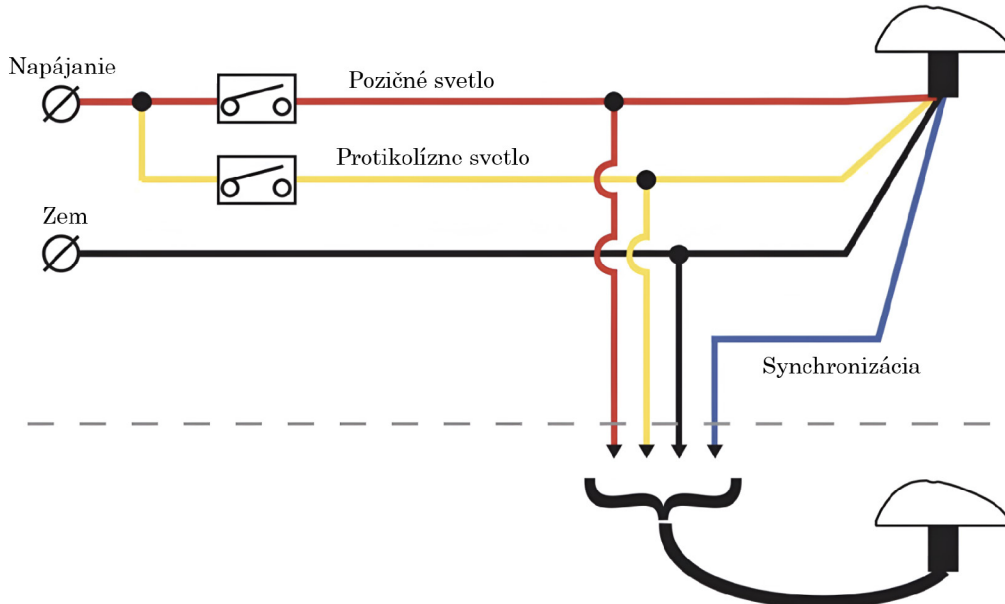 Napájanie
Pozičné svetlo
Protikolízne svetlo
Zem
Synchronizácia